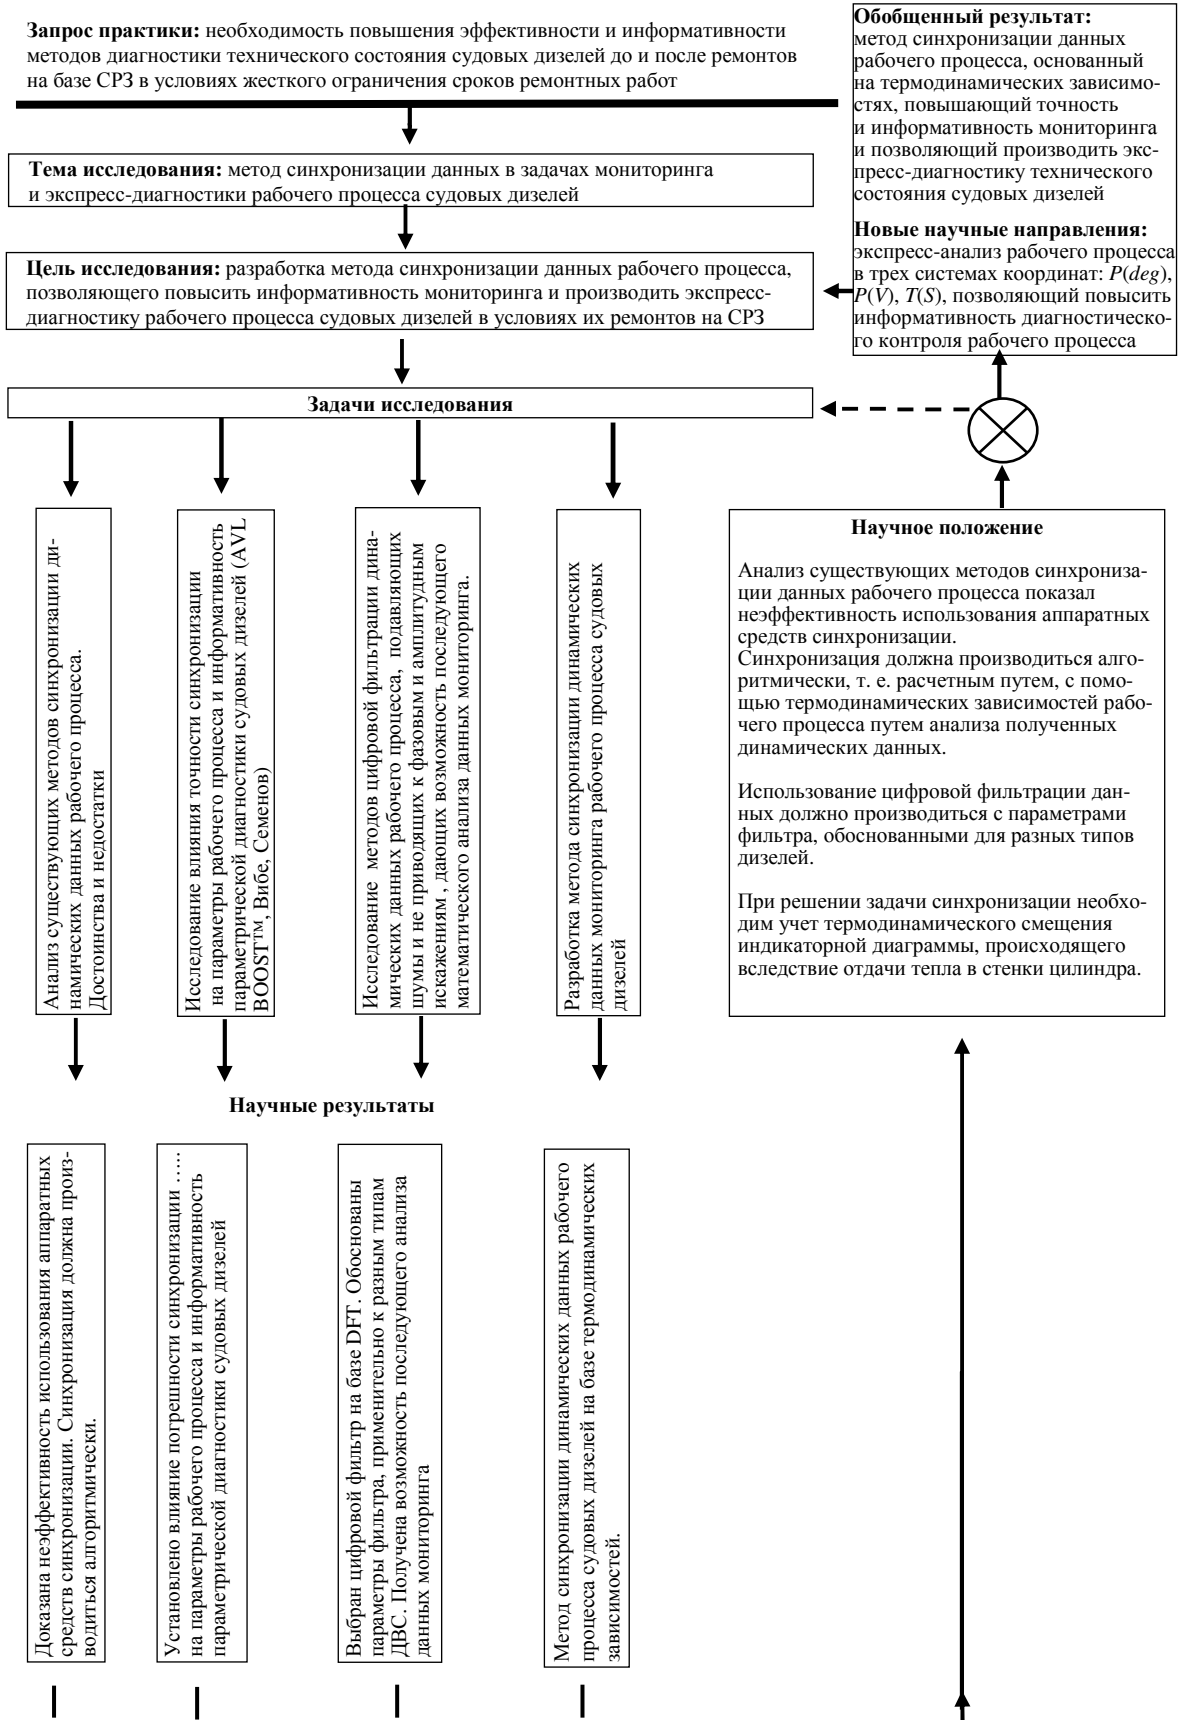 Запрос практики: необходимость повышения эффективности и информативности
методов диагностики технического состояния судовых дизелей до и после ремонтов
на базе СРЗ в условиях жесткого ограничения сроков ремонтных работ
Обобщенный результат:
метод синхронизации данных
рабочего процесса, основанный
на термодинамических зависимо-
стях, повышающий точность
и информативность мониторинга
и позволяющий производить экс-
пресс-диагностику технического
состояния судовых дизелей
Новые научные направления:
экспресс-анализ рабочего процесса
в трех системах координат: P(deg),
P(V), T(S), позволяющий повысить
информативность диагностическо-
го контроля рабочего процесса
Тема исследования: метод синхронизации данных в задачах мониторинга
и экспресс-диагностики рабочего процесса судовых дизелей
Цель исследования: разработка метода синхронизации данных рабочего процесса,
позволяющего повысить информативность мониторинга и производить экспресс-
диагностику рабочего процесса судовых дизелей в условиях их ремонтов на СРЗ
Задачи исследования
Анализ существующих методов синхронизации ди-
намических данных рабочего процесса.
Достоинства и недостатки
Исследование влияния точности синхронизации
на параметры рабочего процесса и информативность
параметрической диагностики судовых дизелей (AVL
BOOST™, Вибе, Семенов)
Исследование методов цифровой фильтрации дина-
мических данных рабочего процесса, подавляющих
шумы и не приводящих к фазовым и амплитудным
искажениям , дающих возможность последующего
математического анализа данных мониторинга.
Разработка метода синхронизации динамических
данных мониторинга рабочего процесса судовых
дизелей
Научное положение
Анализ существующих методов синхрониза-
ции данных рабочего процесса показал
неэффективность использования аппаратных
средств синхронизации.
Синхронизация должна производиться алго-
ритмически, т. е. расчетным путем, с помо-
щью термодинамических зависимостей рабо-
чего процесса путем анализа полученных
динамических данных.
Использование цифровой фильтрации дан-
ных должно производиться с параметрами
фильтра, обоснованными для разных типов
дизелей.
При решении задачи синхронизации необхо-
дим учет термодинамического смещения
индикаторной диаграммы, происходящего
вследствие отдачи тепла в стенки цилиндра.
Научные результаты
Доказана неэффективность использования аппаратных
средств синхронизации. Синхронизация должна произ-
водиться алгоритмически.
Установлено влияние погрешности синхронизации …..
на параметры рабочего процесса и информативность
параметрической диагностики судовых дизелей
Выбран цифровой фильтр на базе DFT. Обоснованы
параметры фильтра, применительно к разным типам
ДВС. Получена возможность последующего анализа
данных мониторинга
Метод синхронизации динамических данных рабочего
процесса судовых дизелей на базе термодинамических
зависимостей.